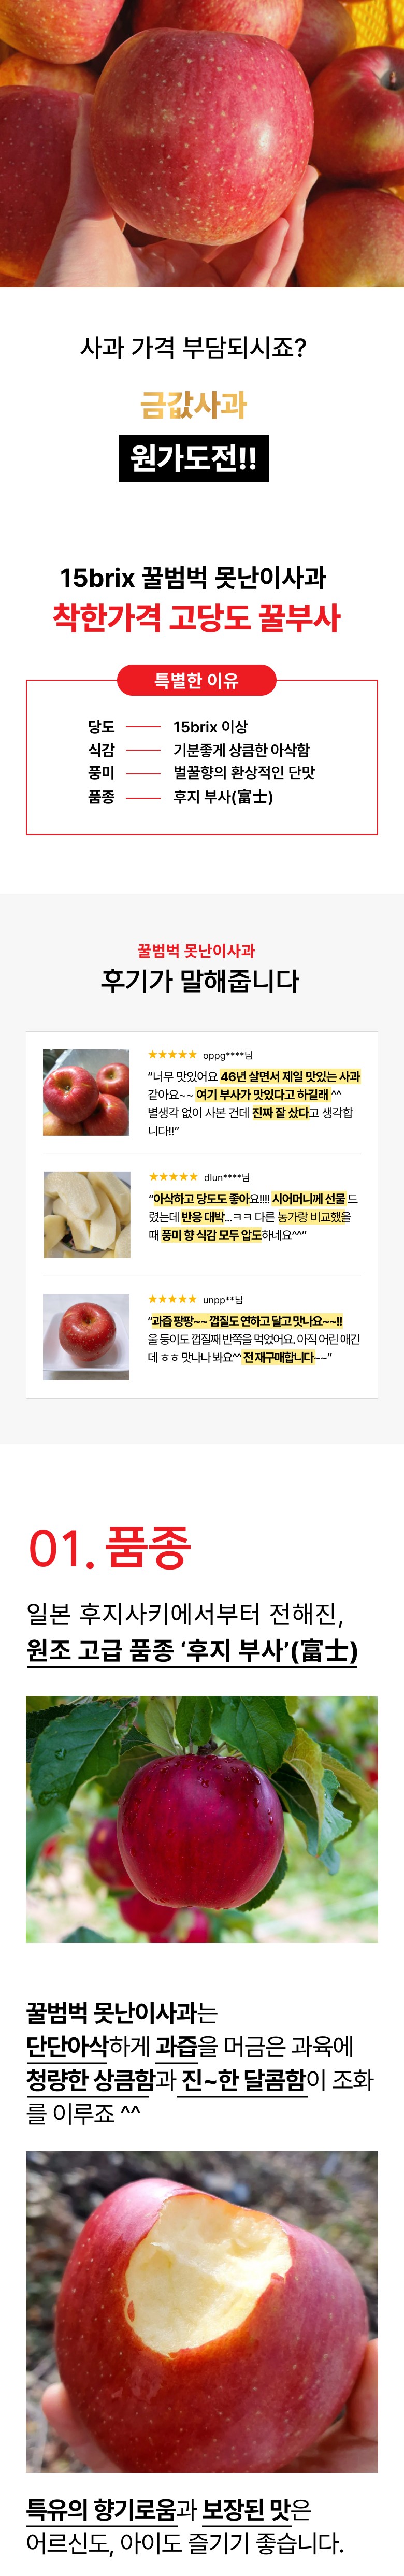 사과 가격 부담되시죠?
금값사과
원가도전!!
15brix 꿀범벅 못난이사과
착한가격 고당도 꿀부사
특별한 이유
당도 15brix 이상
식감 기분좋게 상큼한 아삭함
풍미 벌꿀향의 환상적인 단맛
품종 후지 부사(富士)
꿀범벅 못난이사과
후기가 말해줍니다
★★★★★ oppg****님
“너무 맛있어요 46년 살면서 제일 맛있는 사과
같아요~~ 여기 부사가 맛있다고 하길래 ^^
별생각 없이 사본 건데 진짜 잘 샀다고 생각합
니다!!”
★★★★★ dlun****님
“아삭하고 당도도 좋아요!!!! 시어머니께 선물 드
렸는데 반응 대박...ㅋㅋ 다른 농가랑 비교했을
때 풍미 향 식감 모두 압도하네요^^”
★★★★★ unpp**님
“과즙 팡팡~~ 껍질도 연하고 달고 맛나요~~!!
울 둥이도 껍질째 반쪽을 먹었어요. 아직 어린 애긴
데 ㅎㅎ 맛나나 봐요^^ 전 재구매합니다~~”
01. 품종
일본 후지사키에서부터 전해진,
원조 고급 품종 ‘후지 부사’(富士)
꿀범벅 못난이사과는
단단아삭하게 과즙을 머금은 과육에
청량한 상큼함과 진~한 달콤함이 조화
를 이루죠 ^^
특유의 향기로움과 보장된 맛은
어르신도, 아이도 즐기기 좋습니다.